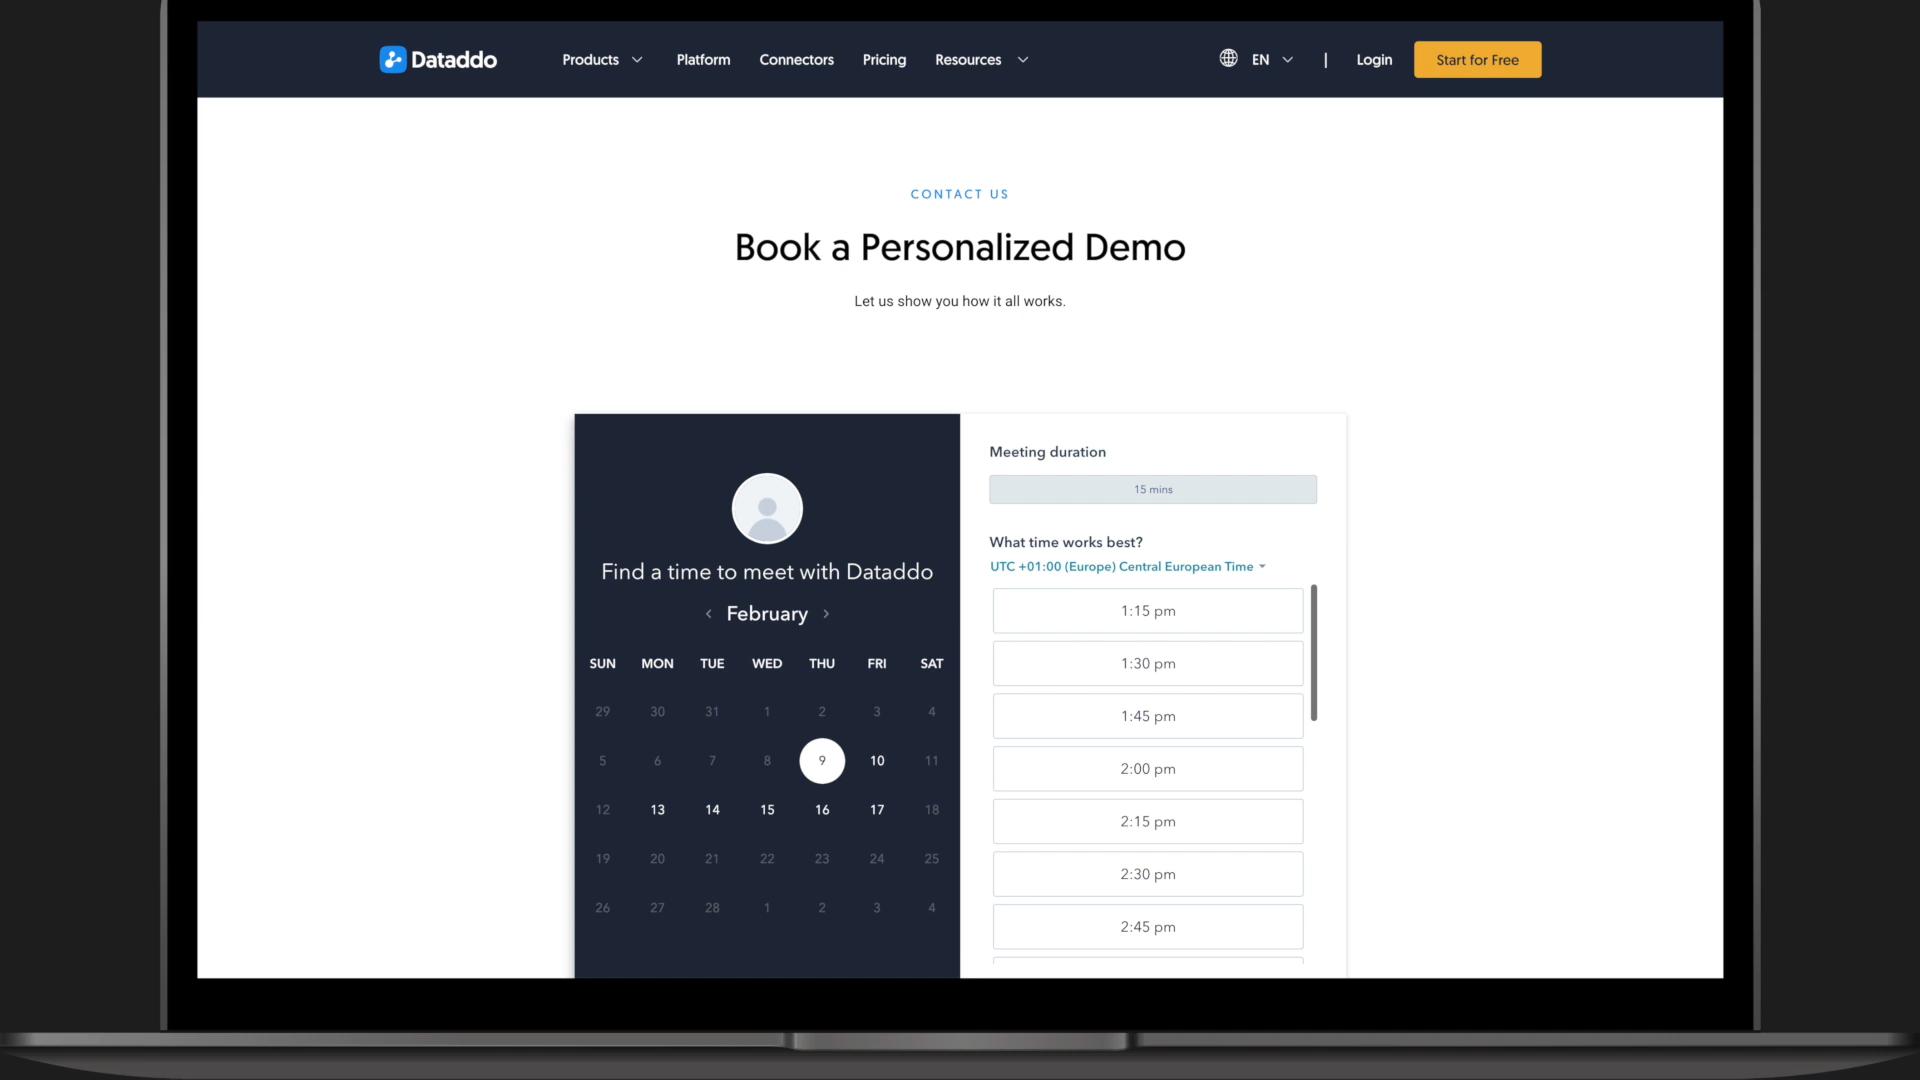 Dataddo Products Platform Connectors Pricing Resources EN | Login Start for Free
CONTACT US
Book a Personalized Demo
Let us show you how it all works.
Find a time to meet with Dataddo
< February >
SUN MON TUE WED THU FRI SAT
29 30 31 1 2 3 4
5 6 7 8 9 10 11
12 13 14 15 16 17 18
19 20 21 22 23 24 25
26 27 28 1 2 3 4
Meeting duration
15 mins
What time works best?
UTC +01:00 (Europe) Central European Time
1:15 pm
1:30 pm
1:45 pm
2:00 pm
2:15 pm
2:30 pm
2:45 pm